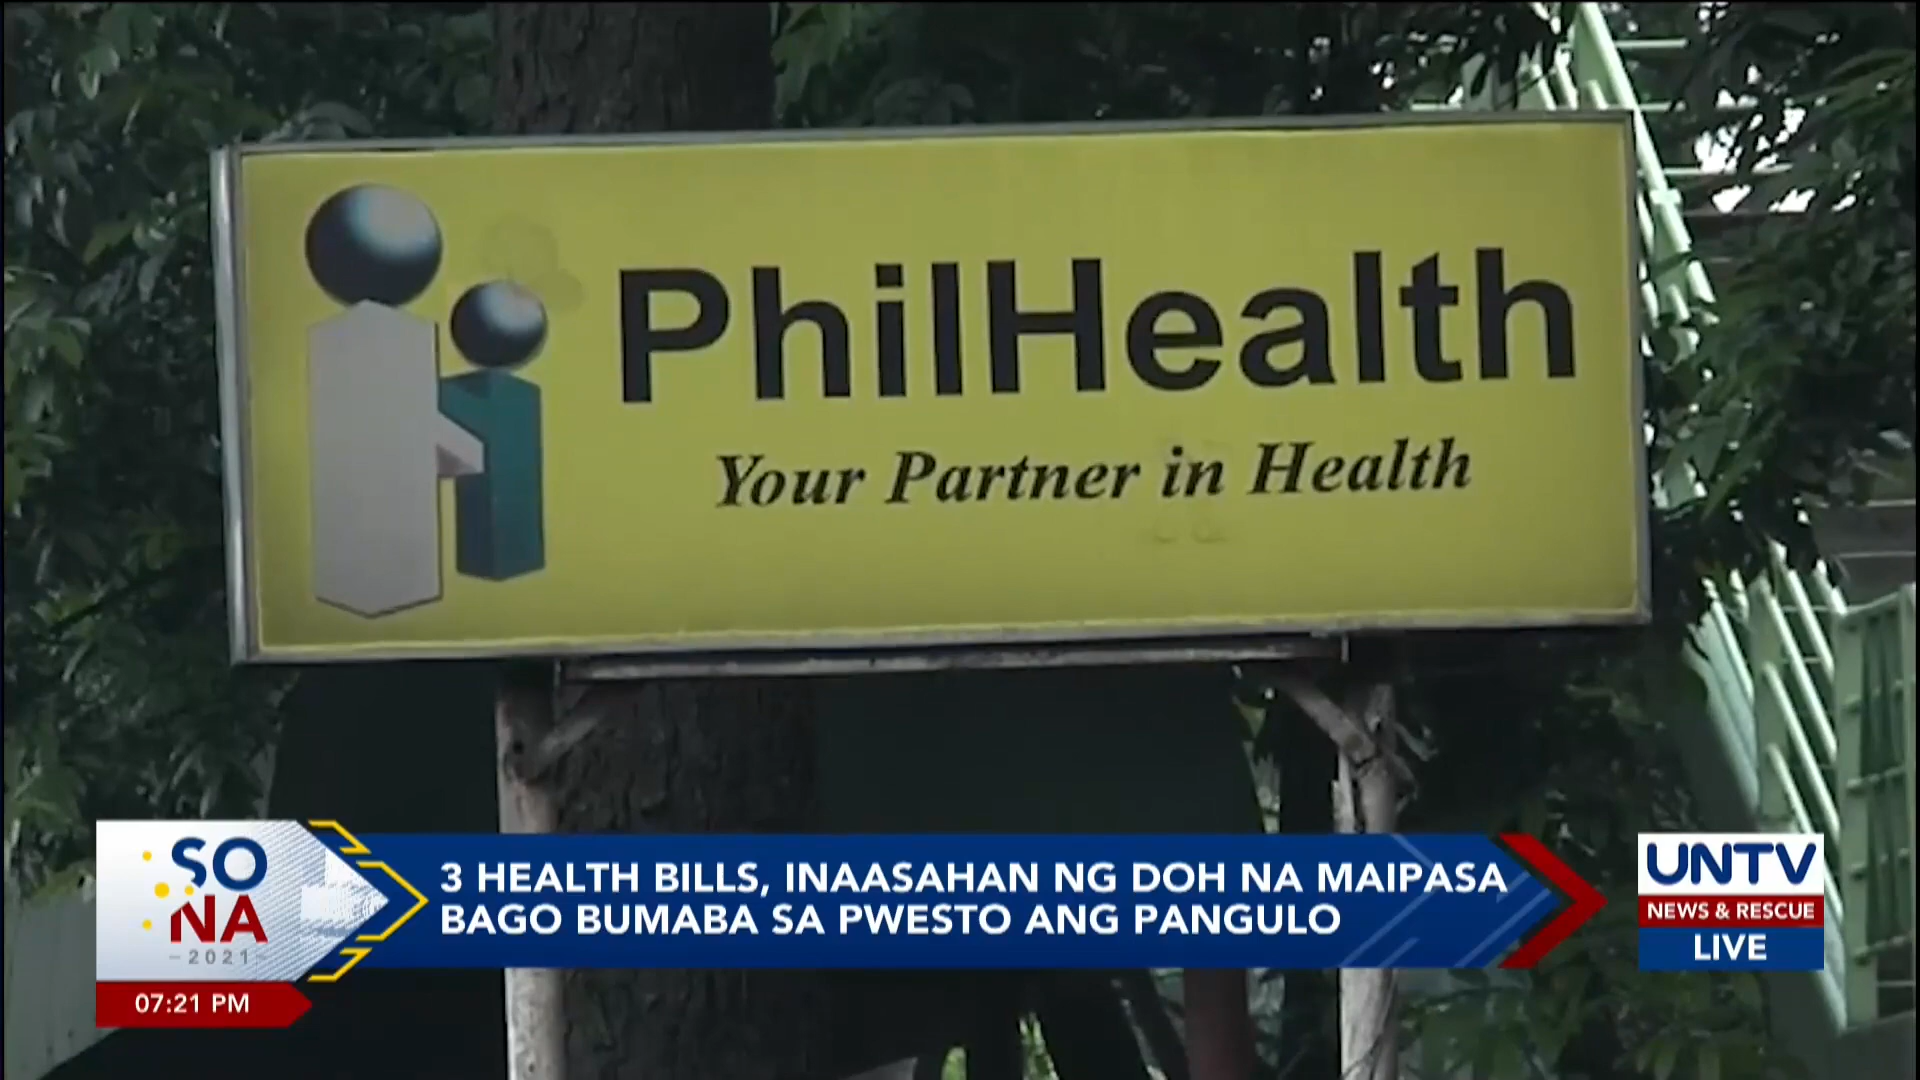 PhilHealth
Your Partner in Health
SO
NA
2021
07:21 PM
3 HEALTH BILLS, INAASAHAN NG DOH NA MAIPASA
BAGO BUMABA SA PWESTO ANG PANGULO
UNTV
NEWS & RESCUE
LIVE